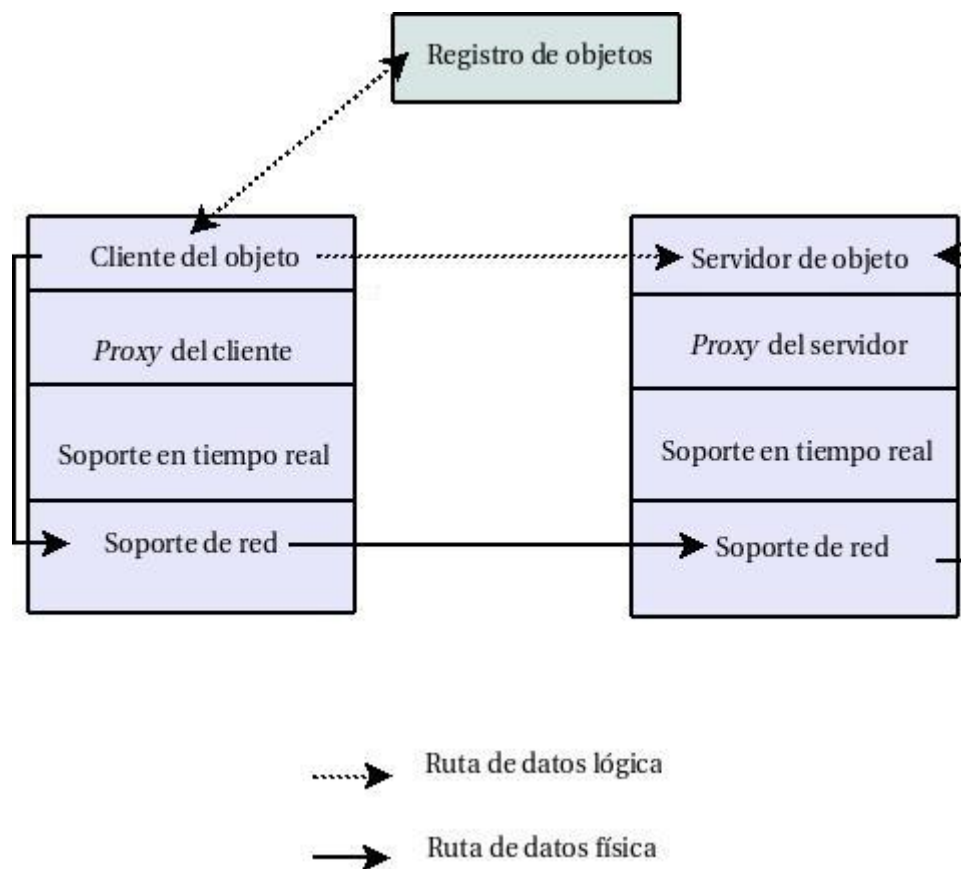 Registro de objetos
Cliente del objeto
Proxy del cliente
Soporte en tiempo real
Soporte de red
Servidor de objeto
Proxy del servidor
Soporte en tiempo real
Soporte de red
Ruta de datos lógica
Ruta de datos física